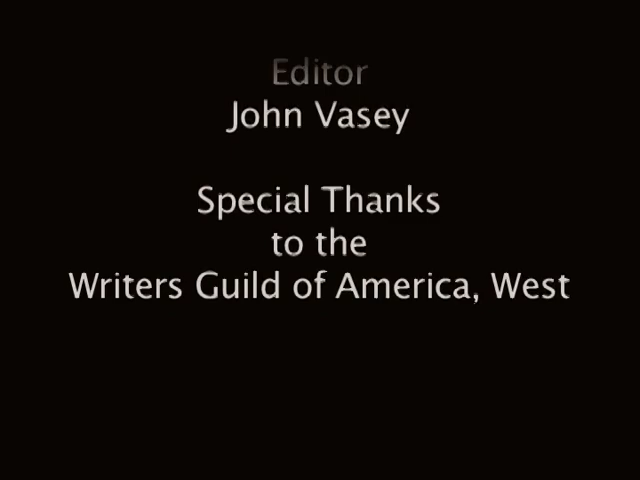 Editor
John Vasey
Special Thanks
to the
Writers Guild of America, West